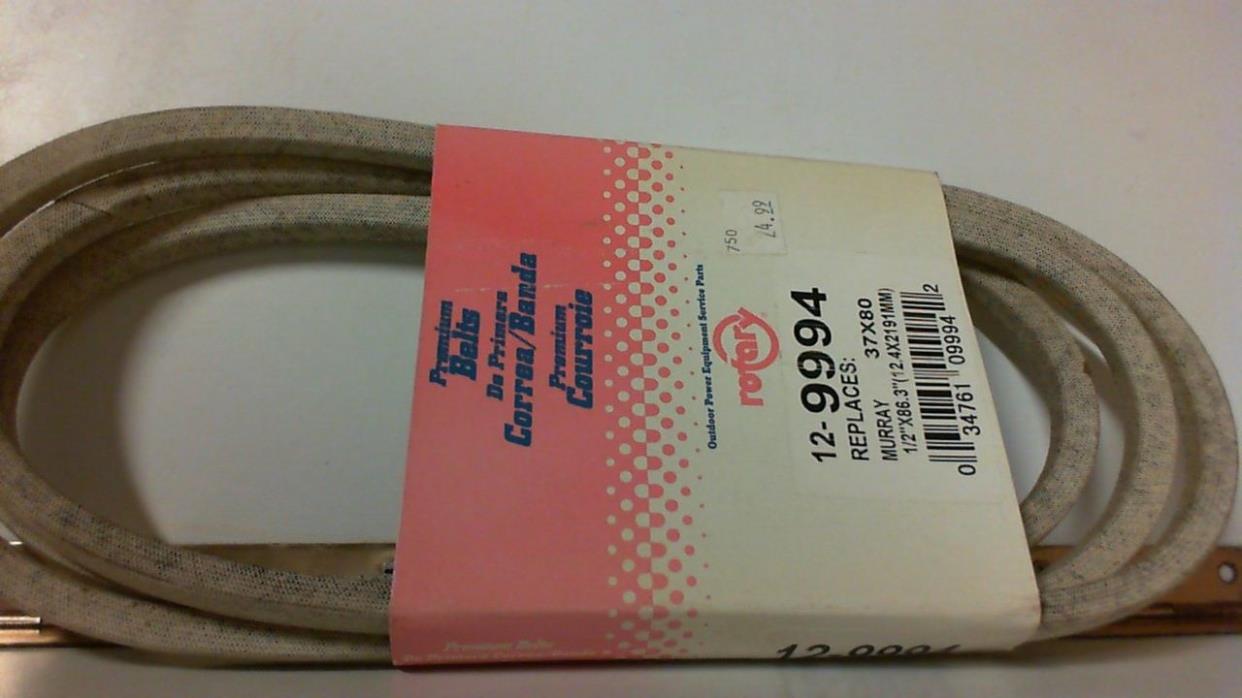 Premium
Belts
De Primera
Correa/Banda
Premium
Courroie
Outdoor Power Equipment Service Parts
rotary
750
24.99
12-9994
REPLACES:
MURRAY 37X80
1/2"X86.3"(12.4X2191MM)
0 34761 09994 2
Premium Belts
12-9994